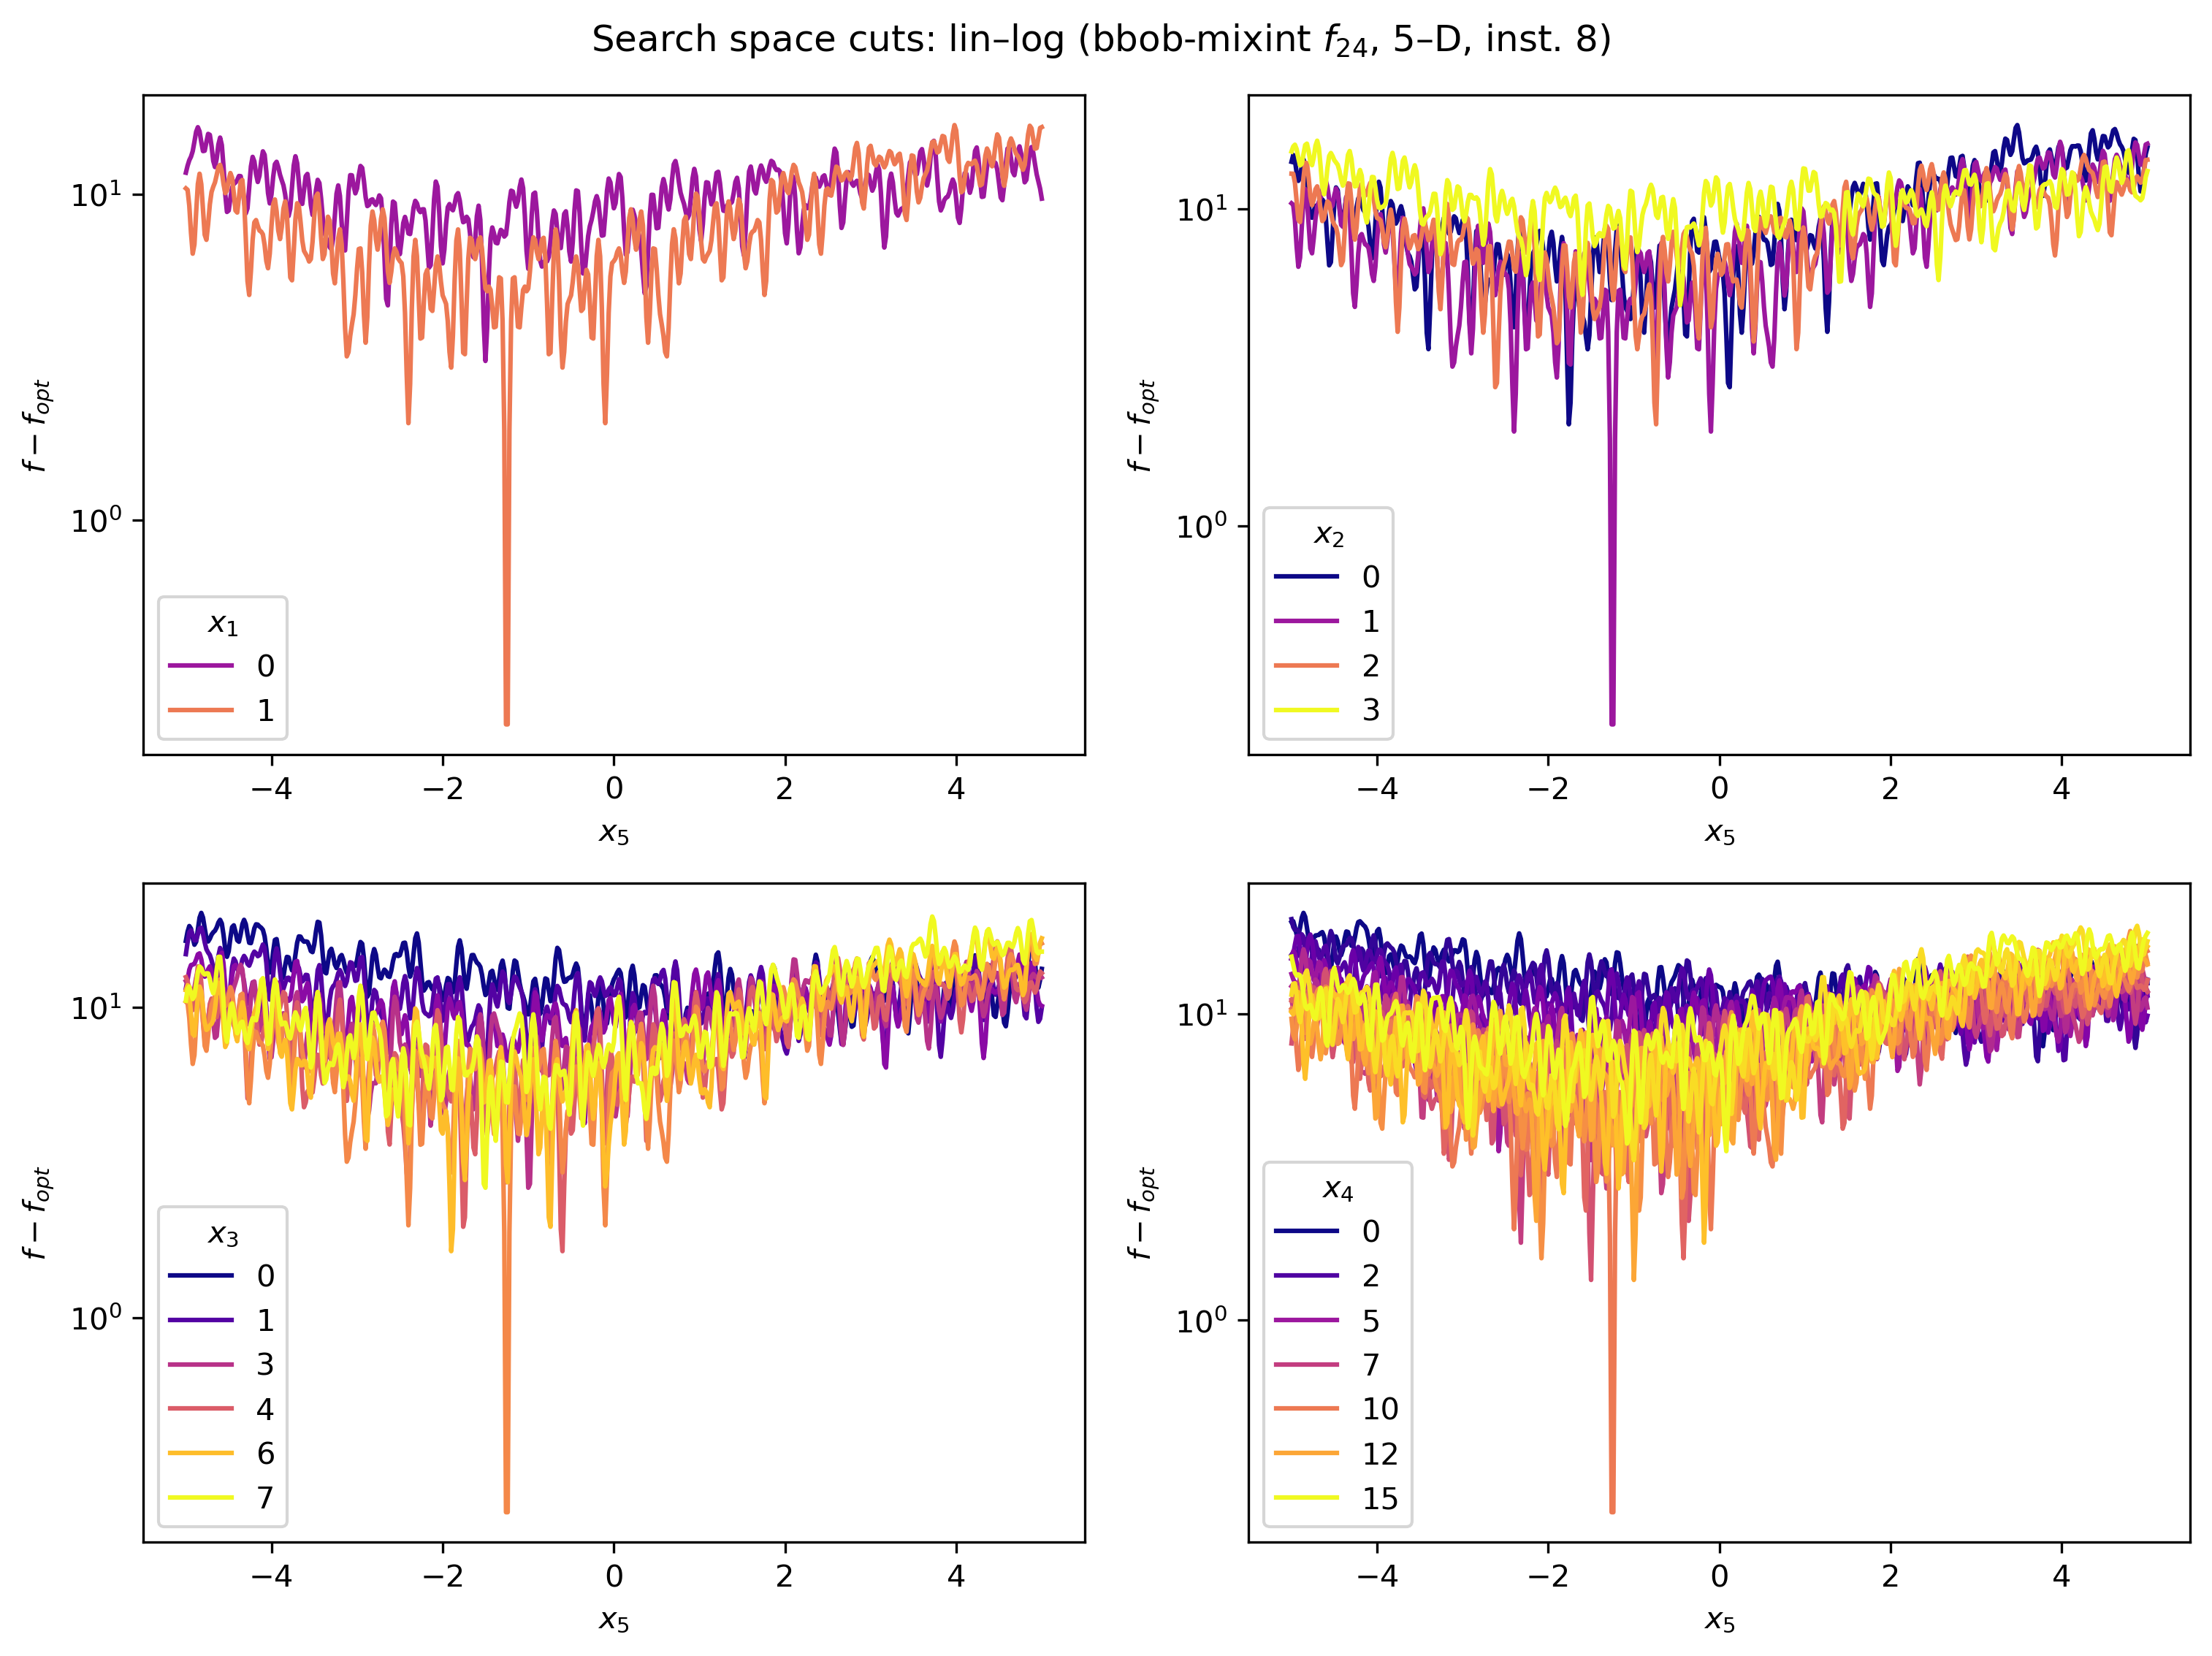 Search space cuts: lin–log (bbob-mixint f24, 5–D, inst. 8)
10^1
10^0
f − f_opt
x1
0
1
−4 −2 0 2 4
x5
10^1
10^0
f − f_opt
x2
0
1
2
3
−4 −2 0 2 4
x5
10^1
10^0
f − f_opt
x3
0
1
3
4
6
7
−4 −2 0 2 4
x5
10^1
10^0
f − f_opt
x4
0
2
5
7
10
12
15
−4 −2 0 2 4
x5